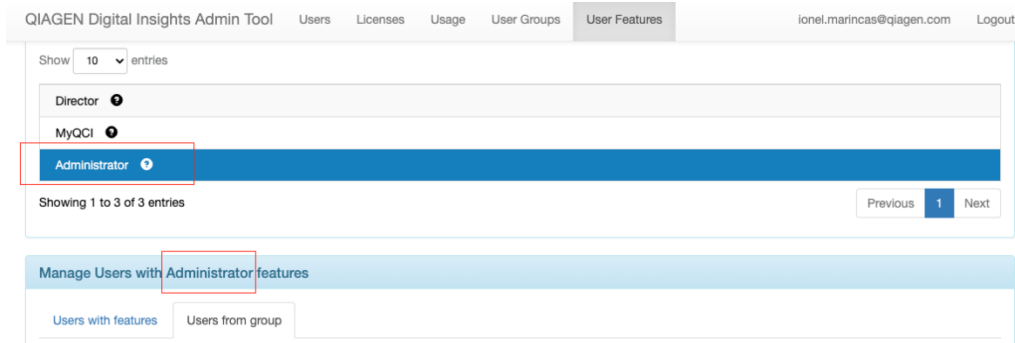 QIAGEN Digital Insights Admin Tool Users Licenses Usage User Groups User Features ionel.marincas@qiagen.com Logout
Show 10 entries
Director ?
MyQCI ?
Administrator ?
Showing 1 to 3 of 3 entries Previous 1 Next
Manage Users with Administrator features
Users with features Users from group